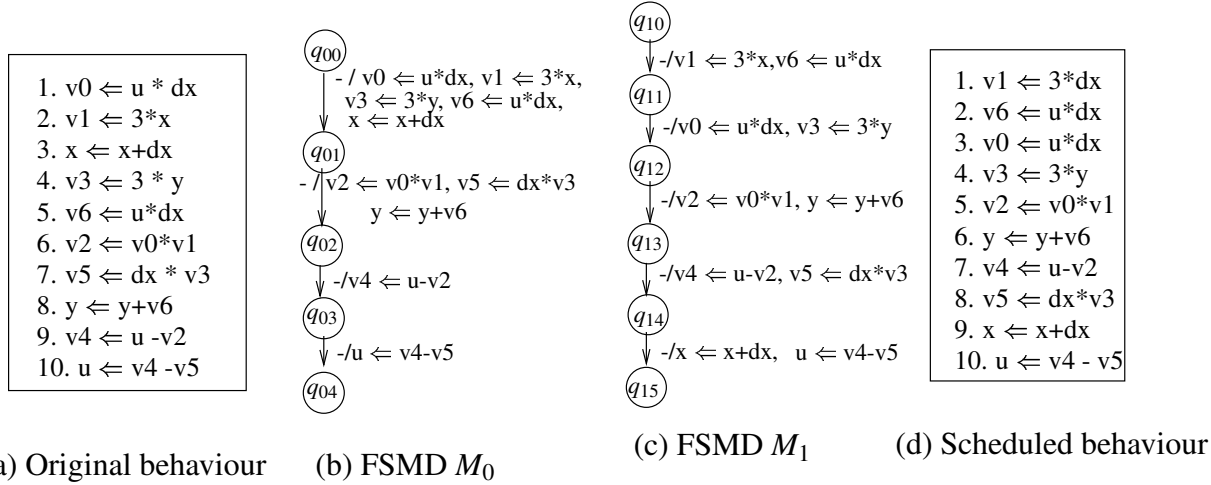 1. v0 ⇐ u * dx
2. v1 ⇐ 3*x
3. x ⇐ x+dx
4. v3 ⇐ 3 * y
5. v6 ⇐ u*dx
6. v2 ⇐ v0*v1
7. v5 ⇐ dx * v3
8. y ⇐ y+v6
9. v4 ⇐ u -v2
10. u ⇐ v4 -v5
a) Original behaviour
q00
- / v0 ⇐ u*dx, v1 ⇐ 3*x,
v3 ⇐ 3*y, v6 ⇐ u*dx,
x ⇐ x+dx
q01
- / v2 ⇐ v0*v1, v5 ⇐ dx*v3
y ⇐ y+v6
q02
-/v4 ⇐ u-v2
q03
-/u ⇐ v4-v5
q04
(b) FSMD M0
q10
-/v1 ⇐ 3*x,v6 ⇐ u*dx
q11
-/v0 ⇐ u*dx, v3 ⇐ 3*y
q12
-/v2 ⇐ v0*v1, y ⇐ y+v6
q13
-/v4 ⇐ u-v2, v5 ⇐ dx*v3
q14
-/x ⇐ x+dx, u ⇐ v4-v5
q15
(c) FSMD M1
1. v1 ⇐ 3*dx
2. v6 ⇐ u*dx
3. v0 ⇐ u*dx
4. v3 ⇐ 3*y
5. v2 ⇐ v0*v1
6. y ⇐ y+v6
7. v4 ⇐ u-v2
8. v5 ⇐ dx*v3
9. x ⇐ x+dx
10. u ⇐ v4 - v5
(d) Scheduled behaviour